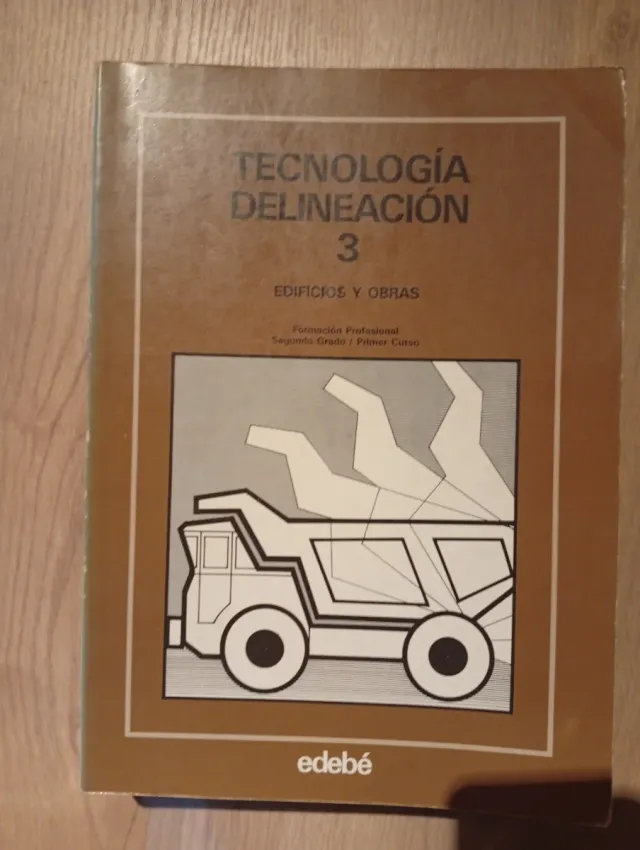 TECNOLOGÍA
DELINEACIÓN
3
EDIFICIOS Y OBRAS
Formación Profesional
Segundo Grado / Primer Curso
edebé